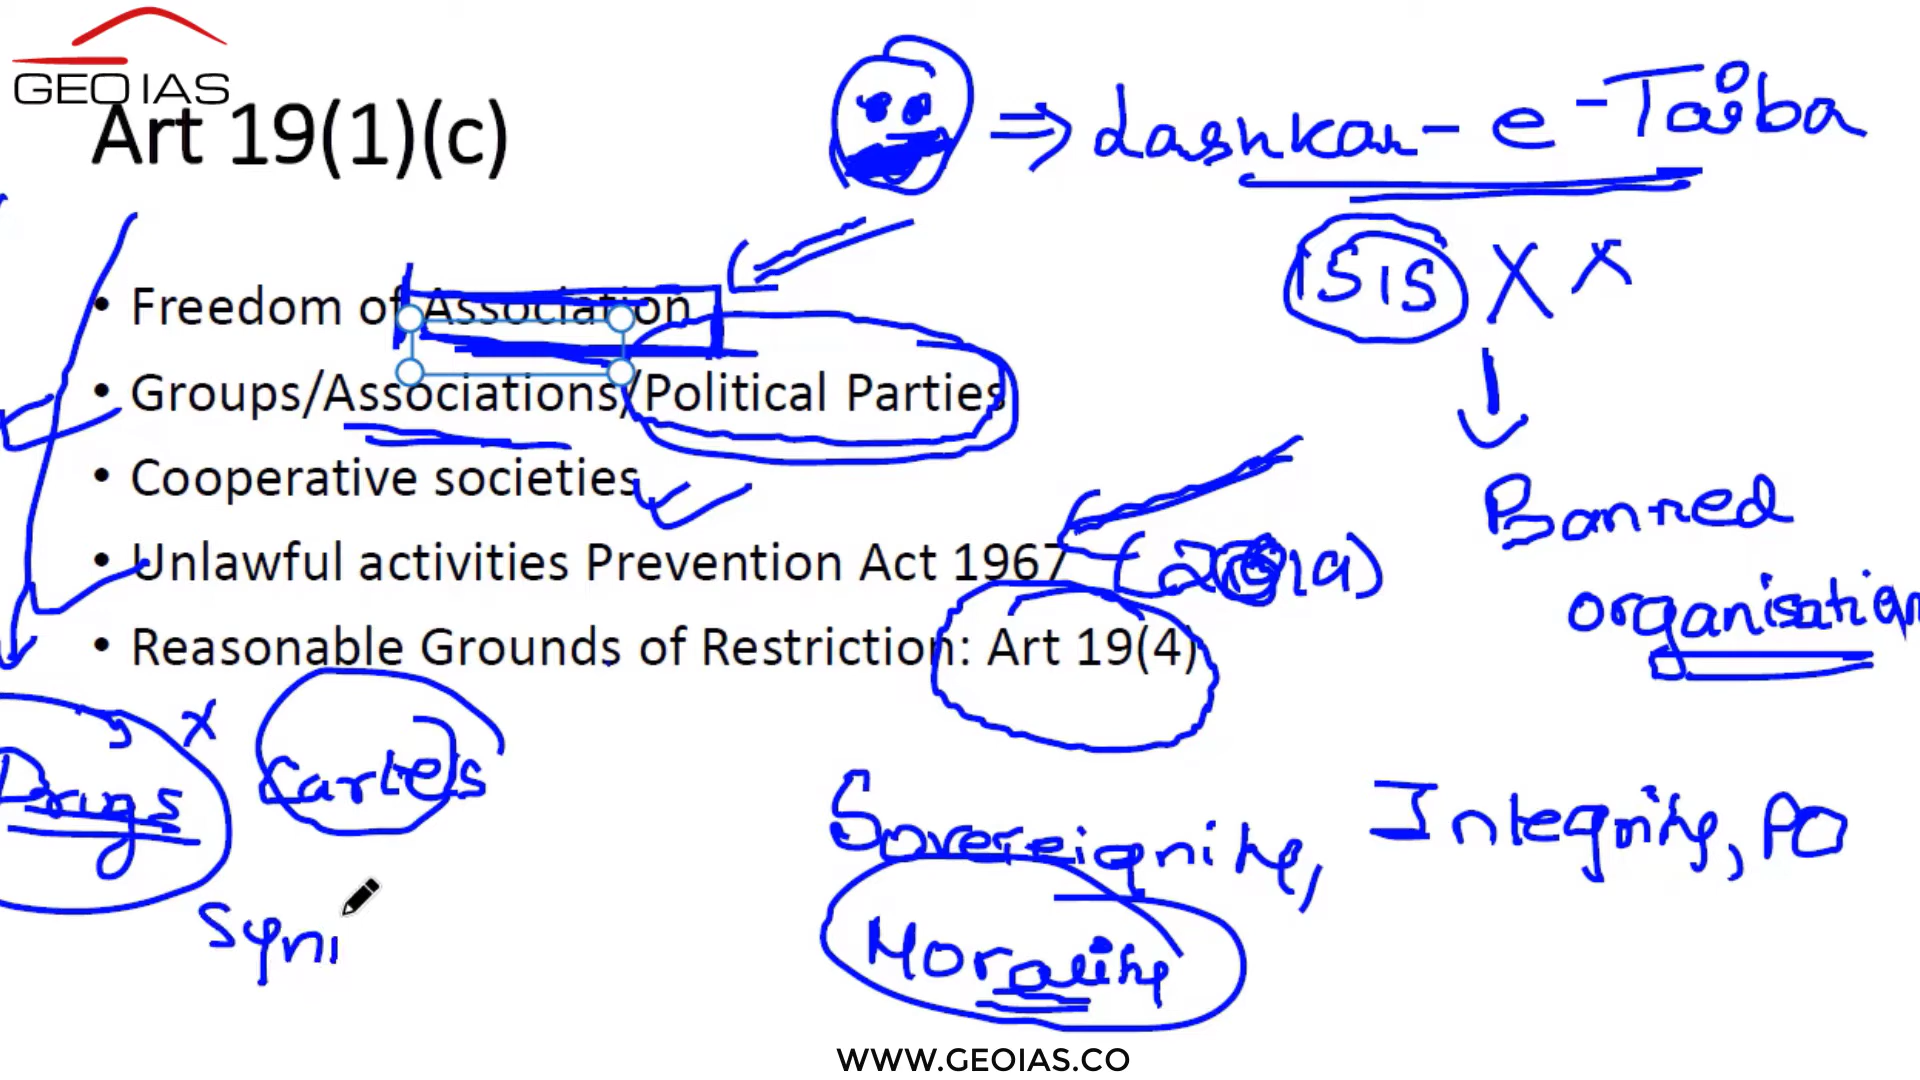 GEO IAS
Art 19(1)(c)
⇒ Lashkar-e-Taiba
ISIS X X
• Freedom of Association
• Groups/Associations/Political Parties
• Cooperative societies
Banned
• Unlawful activities Prevention Act 1967 (2019)
organisation
• Reasonable Grounds of Restriction: Art 19(4)
Drugs X Cartels
Sovereignity, Integrity, PO
Syn
Morality
WWW.GEOIAS.CO